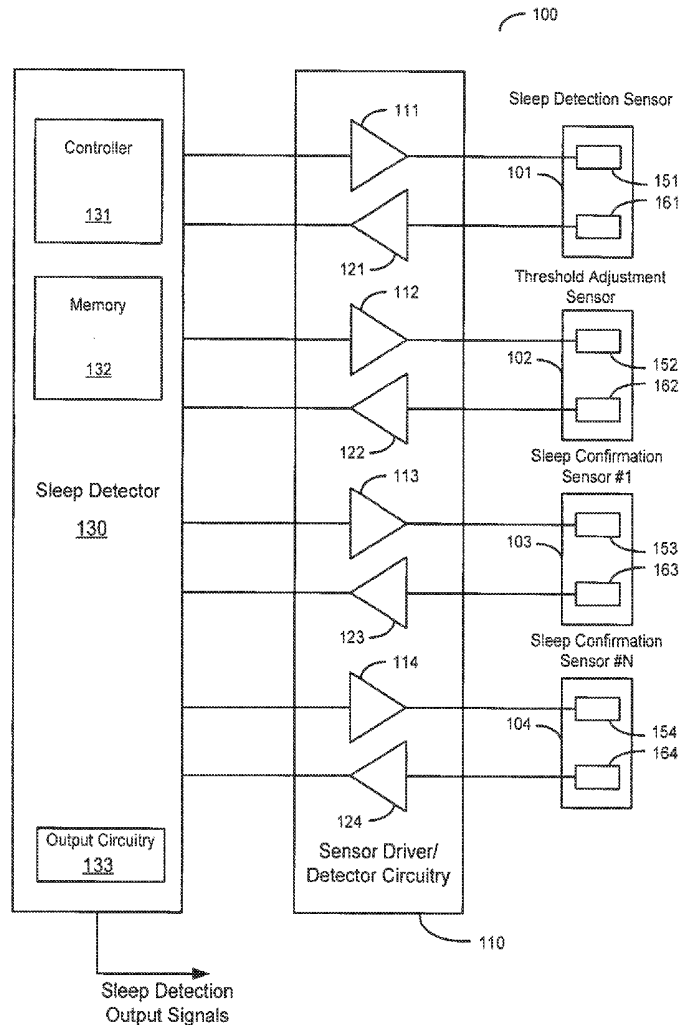 100
Sleep Detection Sensor
Controller
131
111
101
151
161
121
Threshold Adjustment
Sensor
Memory
132
112
102
152
162
122
Sleep Confirmation
Sensor #1
Sleep Detector
130
113
103
153
163
123
Sleep Confirmation
Sensor #N
114
104
154
164
124
Output Circuitry
133
Sensor Driver/
Detector Circuitry
110
Sleep Detection
Output Signals